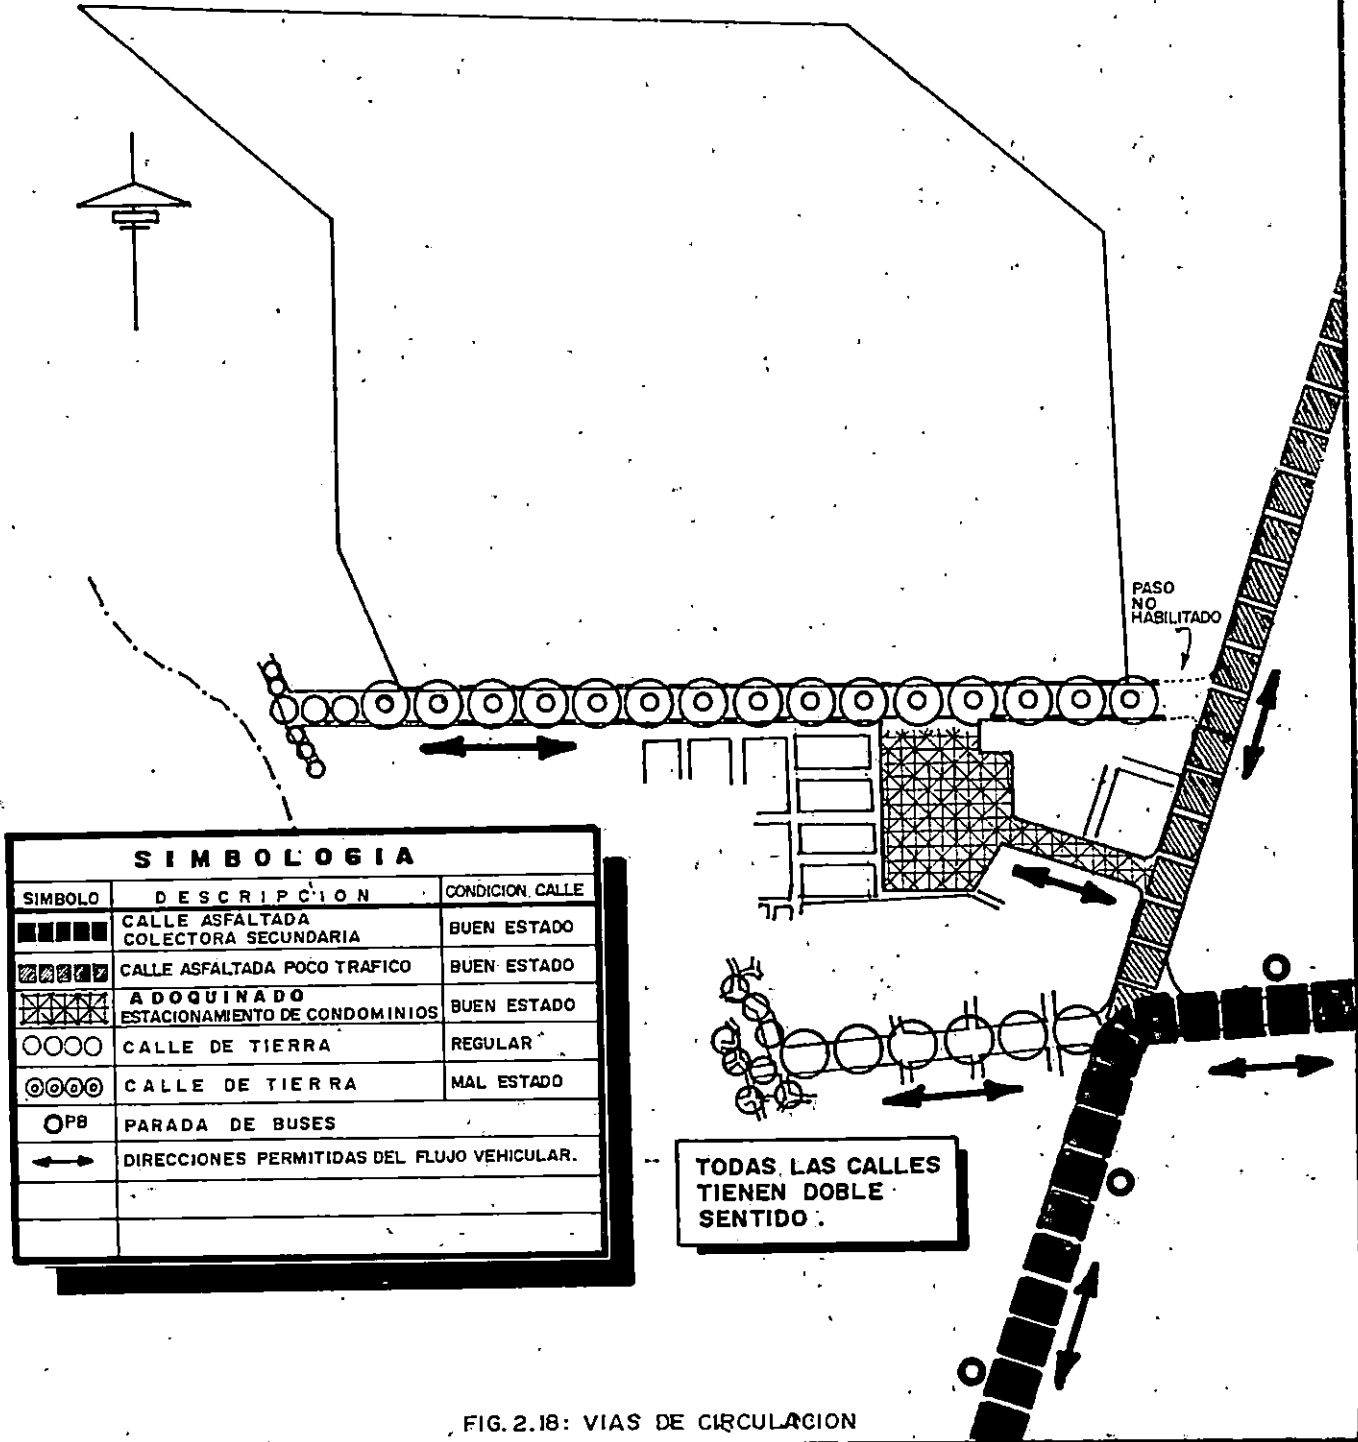 PASO
NO
HABILITADO
SIMBOLOGIA
SIMBOLO DESCRIPCION CONDICION CALLE
CALLE ASFALTADA
COLECTORA SECUNDARIA BUEN ESTADO
CALLE ASFALTADA POCO TRAFICO BUEN ESTADO
ADOQUINADO
ESTACIONAMIENTO DE CONDOMINIOS BUEN ESTADO
CALLE DE TIERRA REGULAR
CALLE DE TIERRA MAL ESTADO
PB PARADA DE BUSES
DIRECCIONES PERMITIDAS DEL FLUJO VEHICULAR.
TODAS LAS CALLES
TIENEN DOBLE
SENTIDO.
FIG. 2.18: VIAS DE CIRCULACION